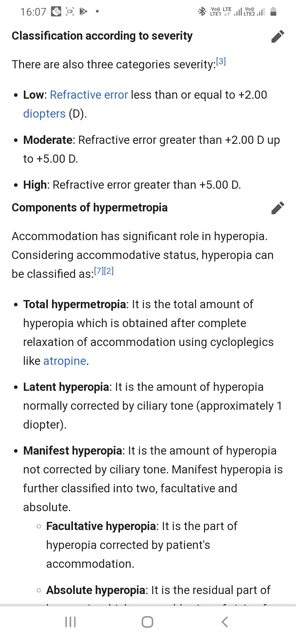 16:07
Classification according to severity
There are also three categories severity:[3]
• Low: Refractive error less than or equal to +2.00
diopters (D).
• Moderate: Refractive error greater than +2.00 D up
to +5.00 D.
• High: Refractive error greater than +5.00 D.
Components of hypermetropia
Accommodation has significant role in hyperopia.
Considering accommodative status, hyperopia can
be classified as:[7][2]
• Total hypermetropia: It is the total amount of
hyperopia which is obtained after complete
relaxation of accommodation using cycloplegics
like atropine.
• Latent hyperopia: It is the amount of hyperopia
normally corrected by ciliary tone (approximately 1
diopter).
• Manifest hyperopia: It is the amount of hyperopia
not corrected by ciliary tone. Manifest hyperopia is
further classified into two, facultative and
absolute.
◦ Facultative hyperopia: It is the part of
hyperopia corrected by patient's
accommodation.
◦ Absolute hyperopia: It is the residual part of